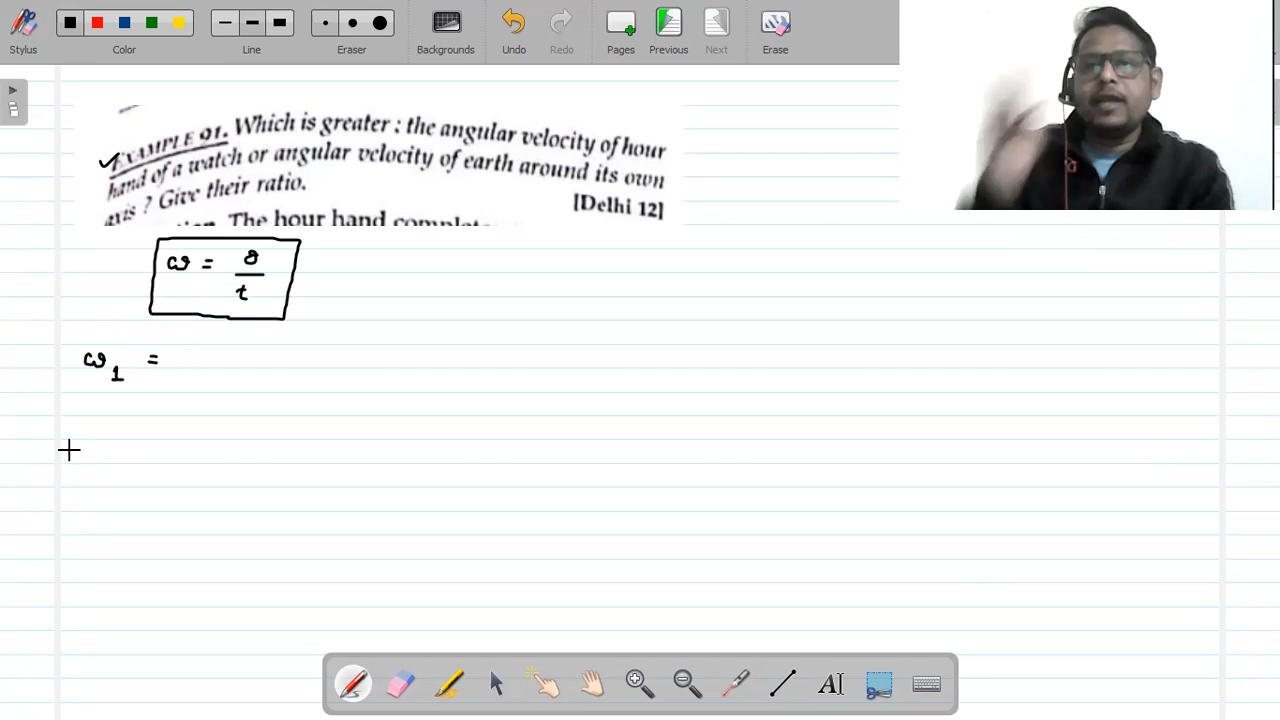 Stylus
Color
Line
Eraser
Backgrounds
Undo
Redo
Pages
Previous
Next
Erase
EXAMPLE 91. Which is greater : the angular velocity of hour
hand of a watch or angular velocity of earth around its own
axis ? Give their ratio.
[Delhi 12]
The hour hand
ω = θ
t
ω1 =